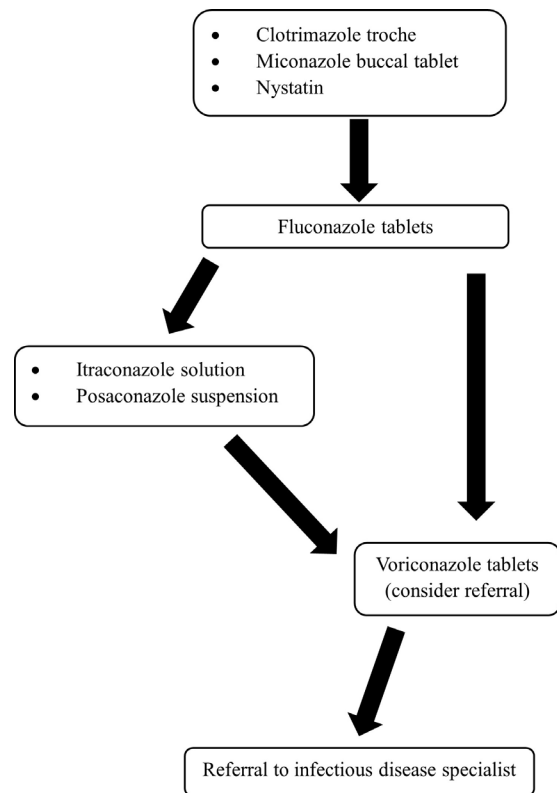 • Clotrimazole troche
• Miconazole buccal tablet
• Nystatin
Fluconazole tablets
• Itraconazole solution
• Posaconazole suspension
Voriconazole tablets
(consider referral)
Referral to infectious disease specialist